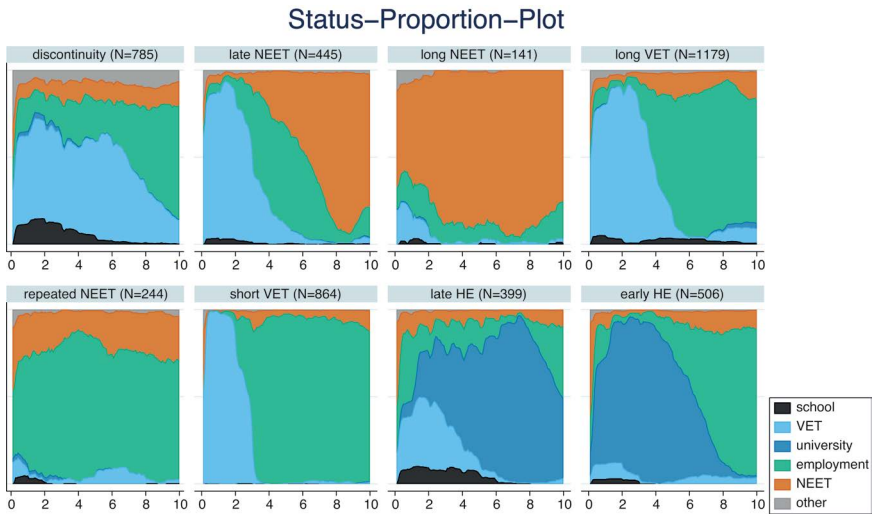 Status-Proportion-Plot
discontinuity (N=785)
late NEET (N=445)
long NEET (N=141)
long VET (N=1179)
0 2 4 6 8 10
0 2 4 6 8 10
0 2 4 6 8 10
0 2 4 6 8 10
repeated NEET (N=244)
short VET (N=864)
late HE (N=399)
early HE (N=506)
0 2 4 6 8 10
0 2 4 6 8 10
0 2 4 6 8 10
0 2 4 6 8 10
school
VET
university
employment
NEET
other